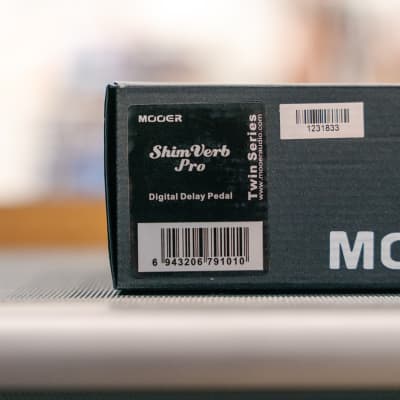 MOOER
ShimVerb
Pro
Digital Delay Pedal
Twin Series
www.mooeraudio.com
6 943206 791010
1231833
MO